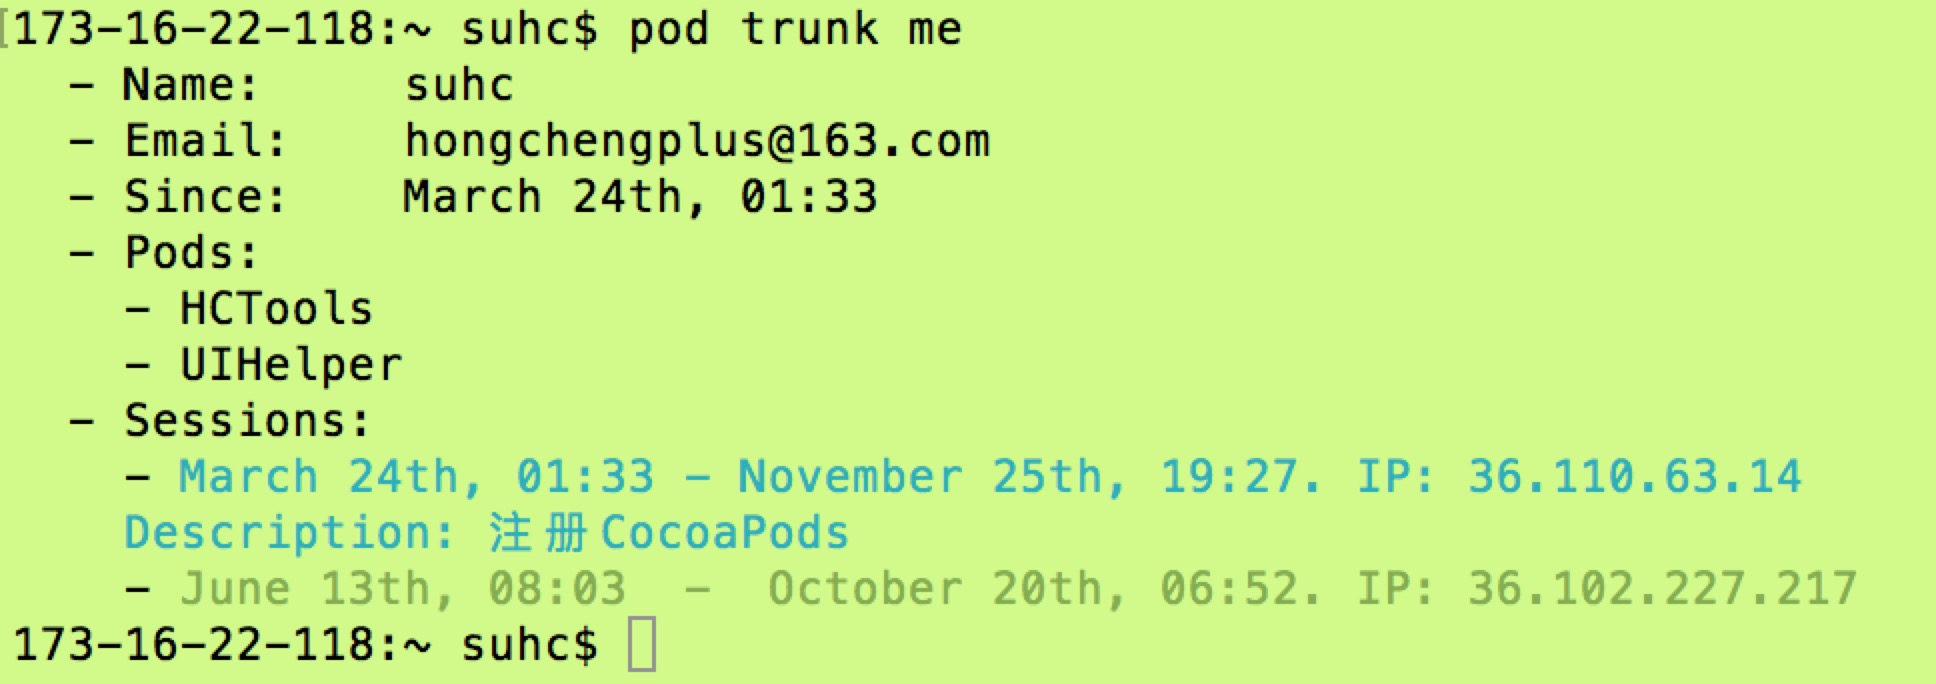 [173-16-22-118:~ suhc$ pod trunk me
- Name: suhc
- Email: hongchengplus@163.com
- Since: March 24th, 01:33
- Pods:
- HCTools
- UIHelper
- Sessions:
- March 24th, 01:33 - November 25th, 19:27. IP: 36.110.63.14
Description: 注册CocoaPods
- June 13th, 08:03 - October 20th, 06:52. IP: 36.102.227.217
173-16-22-118:~ suhc$